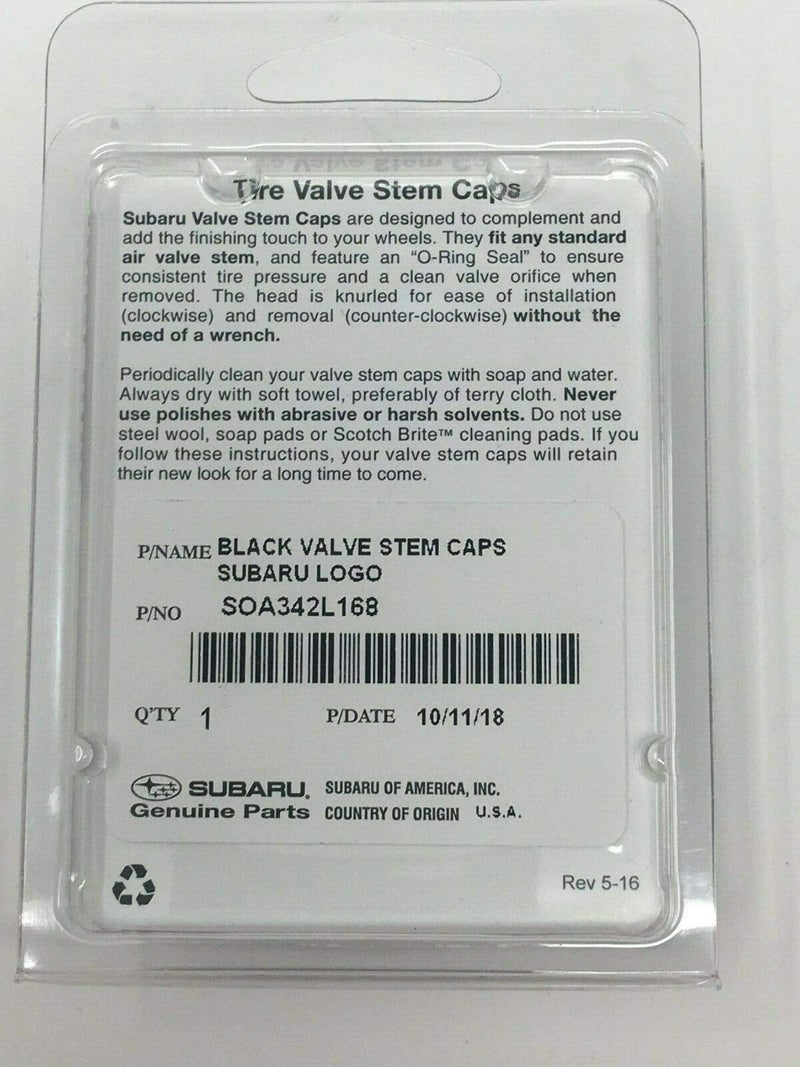 Tire Valve Stem Caps
Subaru Valve Stem Caps are designed to complement and
add the finishing touch to your wheels. They fit any standard
air valve stem, and feature an “O-Ring Seal” to ensure
consistent tire pressure and a clean valve orifice when
removed. The head is knurled for ease of installation
(clockwise) and removal (counter-clockwise) without the
need of a wrench.
Periodically clean your valve stem caps with soap and water.
Always dry with soft towel, preferably of terry cloth. Never
use polishes with abrasive or harsh solvents. Do not use
steel wool, soap pads or Scotch Brite™ cleaning pads. If you
follow these instructions, your valve stem caps will retain
their new look for a long time to come.
P/NAME BLACK VALVE STEM CAPS
SUBARU LOGO
P/NO SOA342L168
Q'TY 1 P/DATE 10/11/18
SUBARU. SUBARU OF AMERICA, INC.
Genuine Parts COUNTRY OF ORIGIN U.S.A.
Rev 5-16